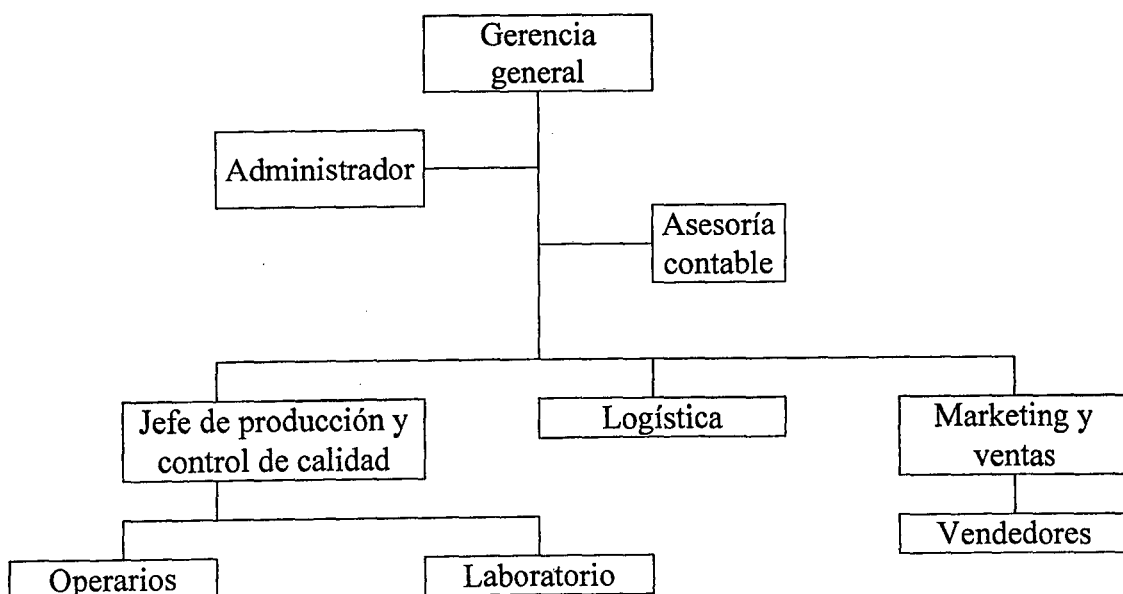 Gerencia
general
Administrador
Asesoría
contable
Jefe de producción y
control de calidad
Logística
Marketing y
ventas
Operarios
Laboratorio
Vendedores